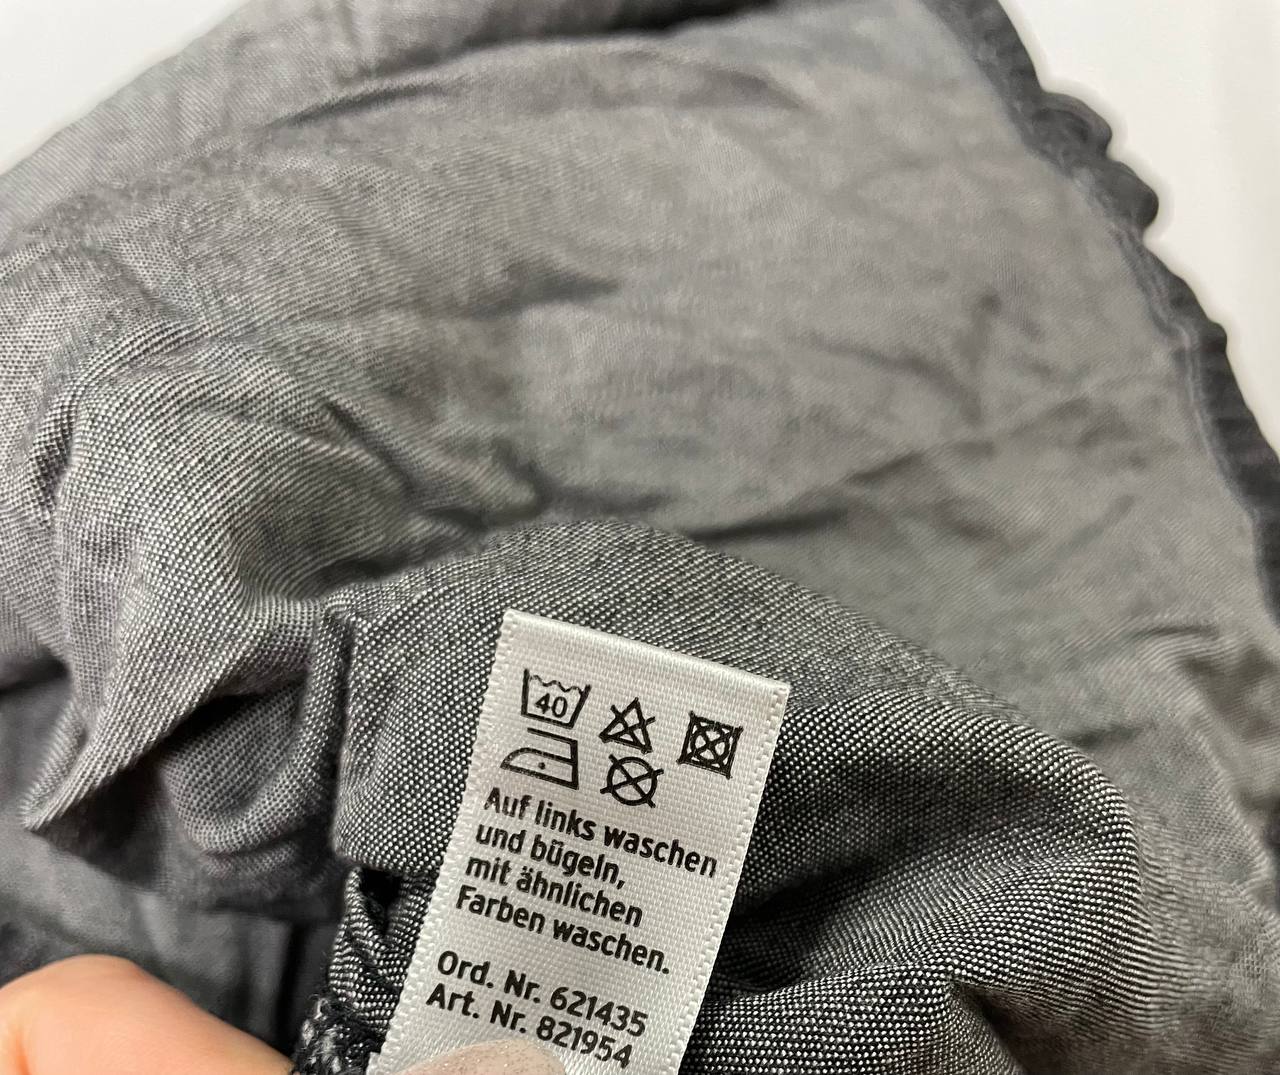 40
Auf links waschen
und bügeln,
mit ähnlichen
Farben waschen.
Ord. Nr. 621435
Art. Nr. 821954